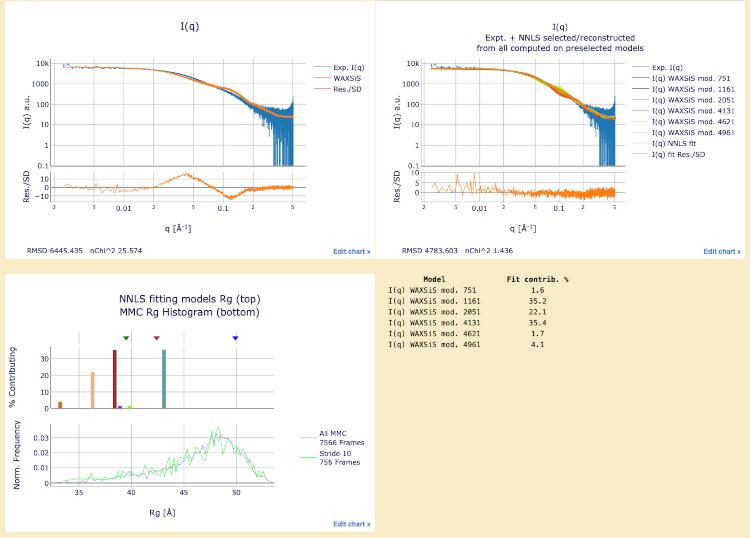 I(q)
10k
1000
100
10
1
0.1
I(q) a.u.
Exp. I(q)
WAXSiS
Res./SD
10
0
−10
Res./SD
2
5
0.01
2
5
0.1
2
5
q [Å-1]
RMSD 6445.435 nChi^2 25.574
Edit chart »
I(q)
Expt. + NNLS selected/reconstructed
from all computed on preselected models
10k
1000
100
10
1
0.1
I(q) a.u.
Exp. I(q)
I(q) WAXSiS mod. 751
I(q) WAXSiS mod. 1161
I(q) WAXSiS mod. 2051
I(q) WAXSiS mod. 4131
I(q) WAXSiS mod. 4621
I(q) WAXSiS mod. 4961
I(q) NNLS fit
I(q) fit Res./SD
10
5
0
Res./SD
2
5
0.01
2
5
0.1
2
5
q [Å-1]
RMSD 4783.603 nChi^2 1.436
Edit chart »
NNLS fitting models Rg (top)
MMC Rg Histogram (bottom)
30
20
10
0
% Contributing
0.03
0.02
0.01
0
Norm. Frequency
35
40
45
50
Rg [Å]
All MMC
7566 Frames
Stride 10
756 Frames
Edit chart »
Model Fit contrib. %
I(q) WAXSiS mod. 751 1.6
I(q) WAXSiS mod. 1161 35.2
I(q) WAXSiS mod. 2051 22.1
I(q) WAXSiS mod. 4131 35.4
I(q) WAXSiS mod. 4621 1.7
I(q) WAXSiS mod. 4961 4.1